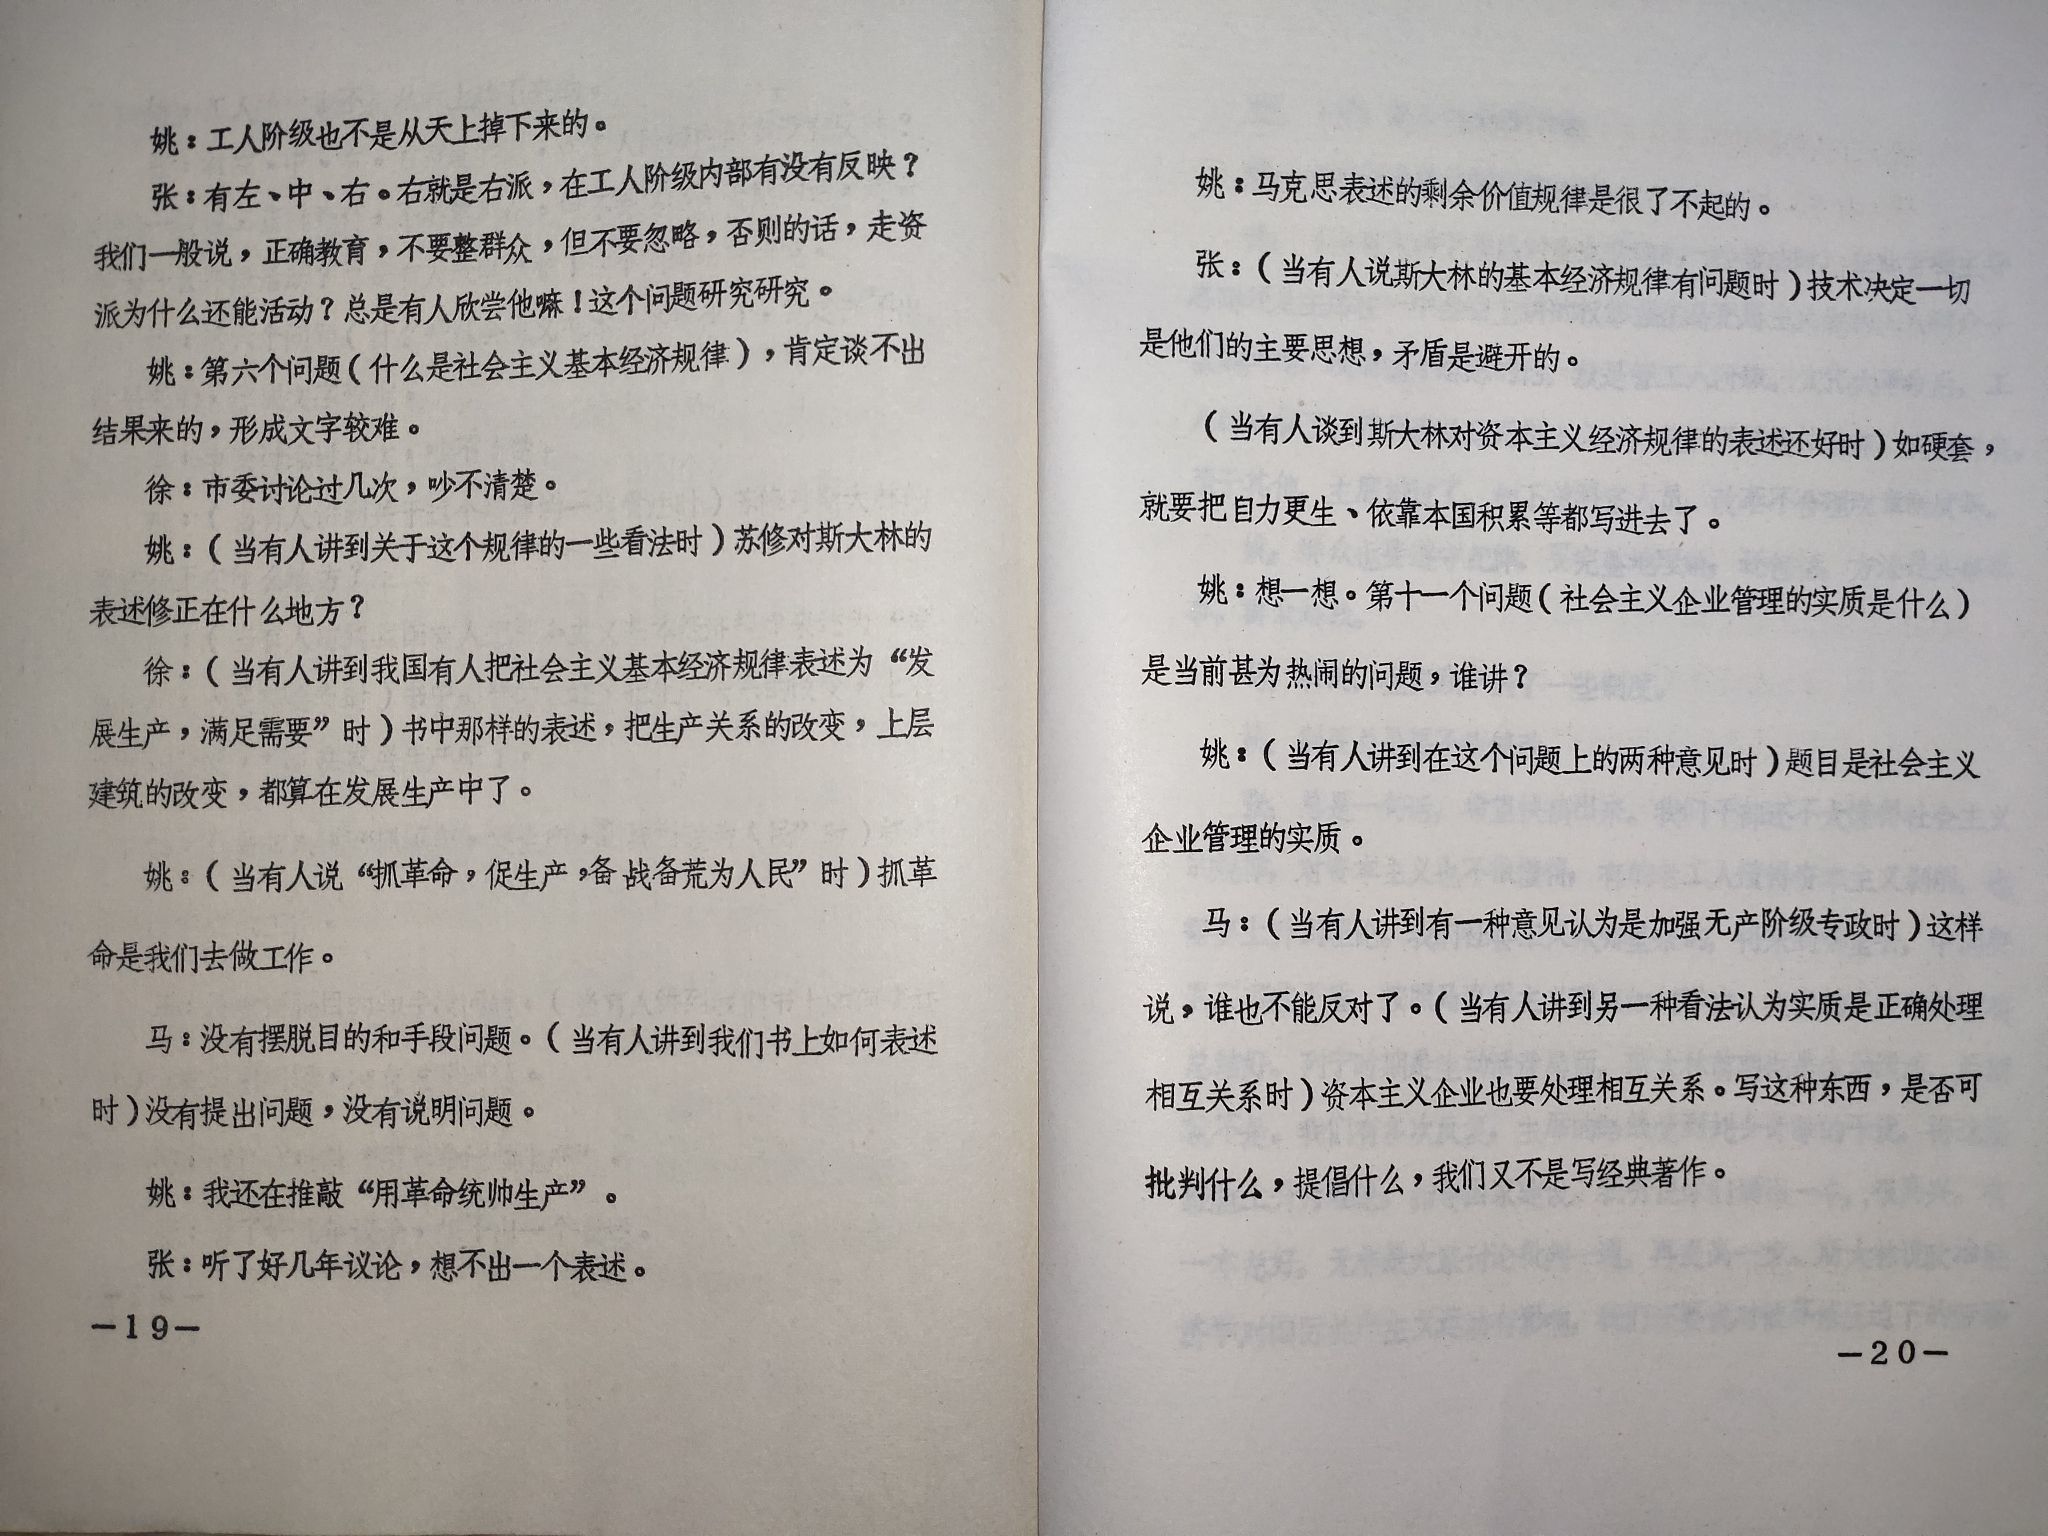 姚：工人阶级也不是从天上掉下来的。
张：有左、中、右。右就是右派，在工人阶级内部有没有反映？
我们一般说，正确教育，不要整群众，但不要忽略，否则的话，走资
派为什么还能活动？总是有人欣尝他嘛！这个问题研究研究。
姚：第六个问题（什么是社会主义基本经济规律），肯定谈不出
结果来的，形成文字较难。
徐：市委讨论过几次，吵不清楚。
姚：（当有人讲到关于这个规律的一些看法时）苏修对斯大林的
表述修正在什么地方？
徐：（当有人讲到我国有人把社会主义基本经济规律表述为“发
展生产，满足需要”时）书中那样的表述，把生产关系的改变，上层
建筑的改变，都算在发展生产中了。
姚：（当有人说“抓革命，促生产，备战备荒为人民”时）抓革
命是我们去做工作。
马：没有摆脱目的和手段问题。（当有人讲到我们书上如何表述
时）没有提出问题，没有说明问题。
姚：我还在推敲“用革命统帅生产”。
张：听了好几年议论，想不出一个表述。
—19—
姚：马克思表述的剩余价值规律是很了不起的。
张：（当有人说斯大林的基本经济规律有问题时）技术决定一切
是他们的主要思想，矛盾是避开的。
（当有人谈到斯大林对资本主义经济规律的表述还好时）如硬套，
就要把自力更生、依靠本国积累等都写进去了。
姚：想一想。第十一个问题（社会主义企业管理的实质是什么）
是当前甚为热闹的问题，谁讲？
姚：（当有人讲到在这个问题上的两种意见时）题目是社会主义
企业管理的实质。
马：（当有人讲到有一种意见认为是加强无产阶级专政时）这样
说，谁也不能反对了。（当有人讲到另一种看法认为实质是正确处理
相互关系时）资本主义企业也要处理相互关系。写这种东西，是否可
批判什么，提倡什么，我们又不是写经典著作。
—20—